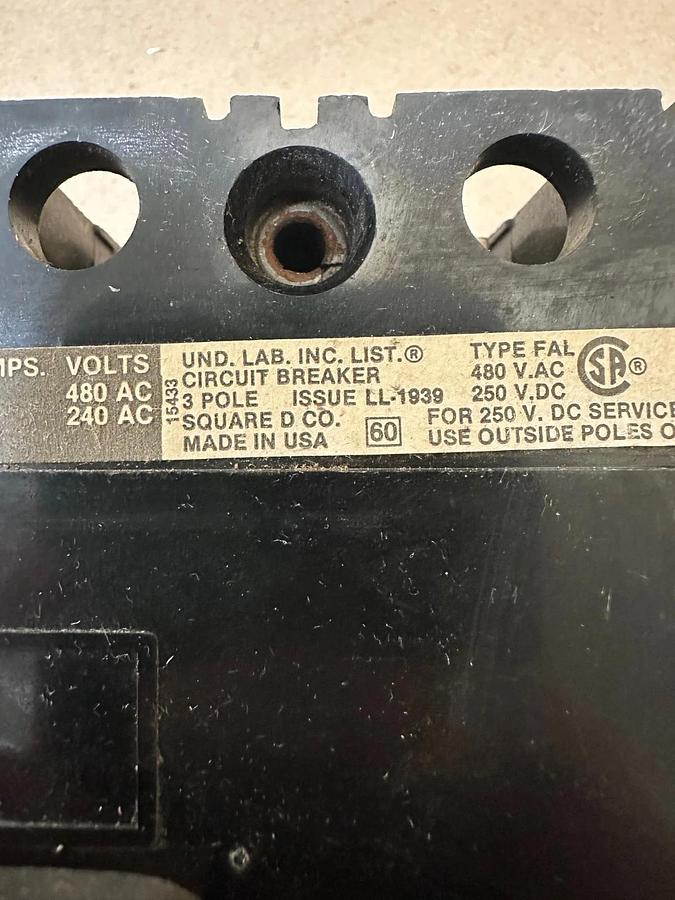 VOLTS
480 AC
240 AC
15433
UND. LAB. INC. LIST.®
CIRCUIT BREAKER
3 POLE ISSUE LL-1939
SQUARE D CO.
MADE IN USA
60
TYPE FAL
480 V.AC
250 V.DC
FOR 250 V. DC SERVICE
USE OUTSIDE POLES
SA ®